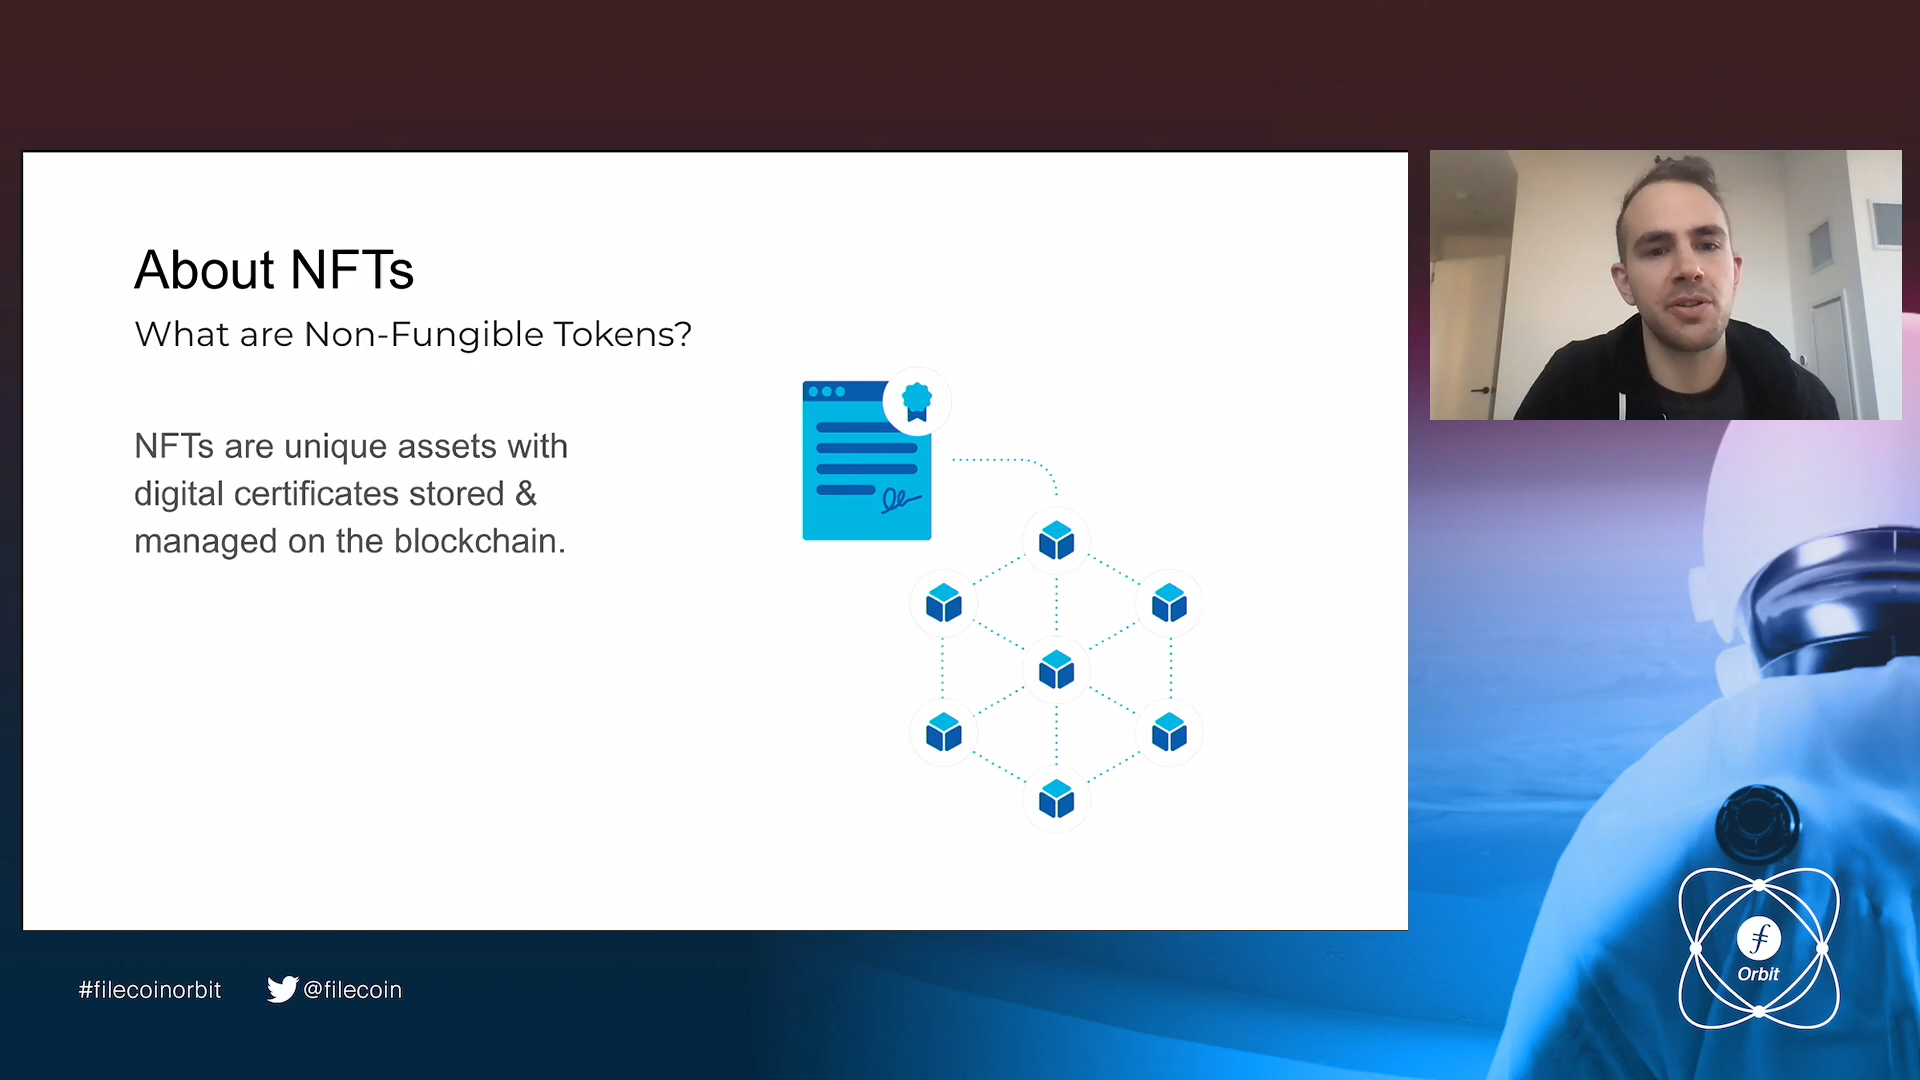 About NFTs
What are Non-Fungible Tokens?
NFTs are unique assets with
digital certificates stored &
managed on the blockchain.
#filecoinorbit
@filecoin
Orbit